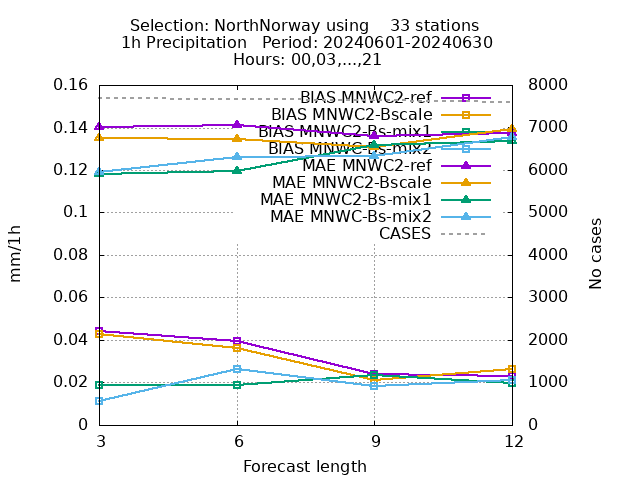 Selection: NorthNorway using    33 stations
1h Precipitation   Period: 20240601-20240630
Hours: 00,03,...,21
0.16
0.14
0.12
0.1
0.08
0.06
0.04
0.02
0
mm/1h
8000
7000
6000
5000
4000
3000
2000
1000
0
No cases
BIAS MNWC2-ref
BIAS MNWC2-Bscale
BIAS MNWC2-Bs-mix1
BIAS MNWC-Bs-mix2
MAE MNWC2-ref
MAE MNWC2-Bscale
MAE MNWC2-Bs-mix1
MAE MNWC-Bs-mix2
CASES
3
6
9
12
Forecast length